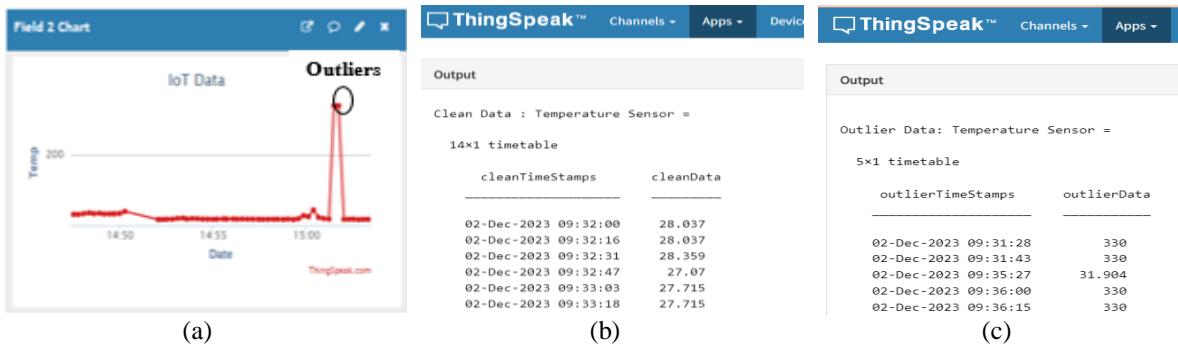 Field 2 Chart
Outliers
IoT Data
Temp
200
14:50
14:55
15:00
Date
ThingSpeak.com
(a)
ThingSpeak™ Channels Apps Device
Output
Clean Data : Temperature Sensor =
14×1 timetable
cleanTimeStamps cleanData
02-Dec-2023 09:32:00 28.037
02-Dec-2023 09:32:16 28.037
02-Dec-2023 09:32:31 28.359
02-Dec-2023 09:32:47 27.07
02-Dec-2023 09:33:03 27.715
02-Dec-2023 09:33:18 27.715
(b)
ThingSpeak™ Channels Apps
Output
Outlier Data: Temperature Sensor =
5×1 timetable
outlierTimeStamps outlierData
02-Dec-2023 09:31:28 330
02-Dec-2023 09:31:43 330
02-Dec-2023 09:35:27 31.904
02-Dec-2023 09:36:00 330
02-Dec-2023 09:36:15 330
(c)